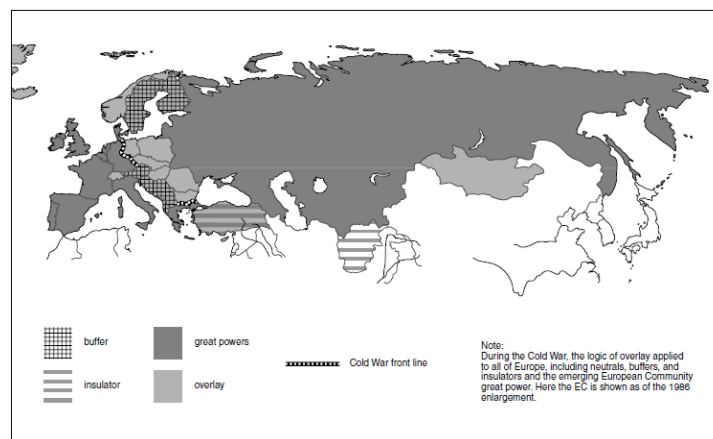 buffer
great powers
insulator
overlay
Cold War front line
Note:
During the Cold War, the logic of overlay applied
to all of Europe, including neutrals, buffers, and
insulators and the emerging European Community
great power. Here the EC is shown as of the 1986
enlargement.